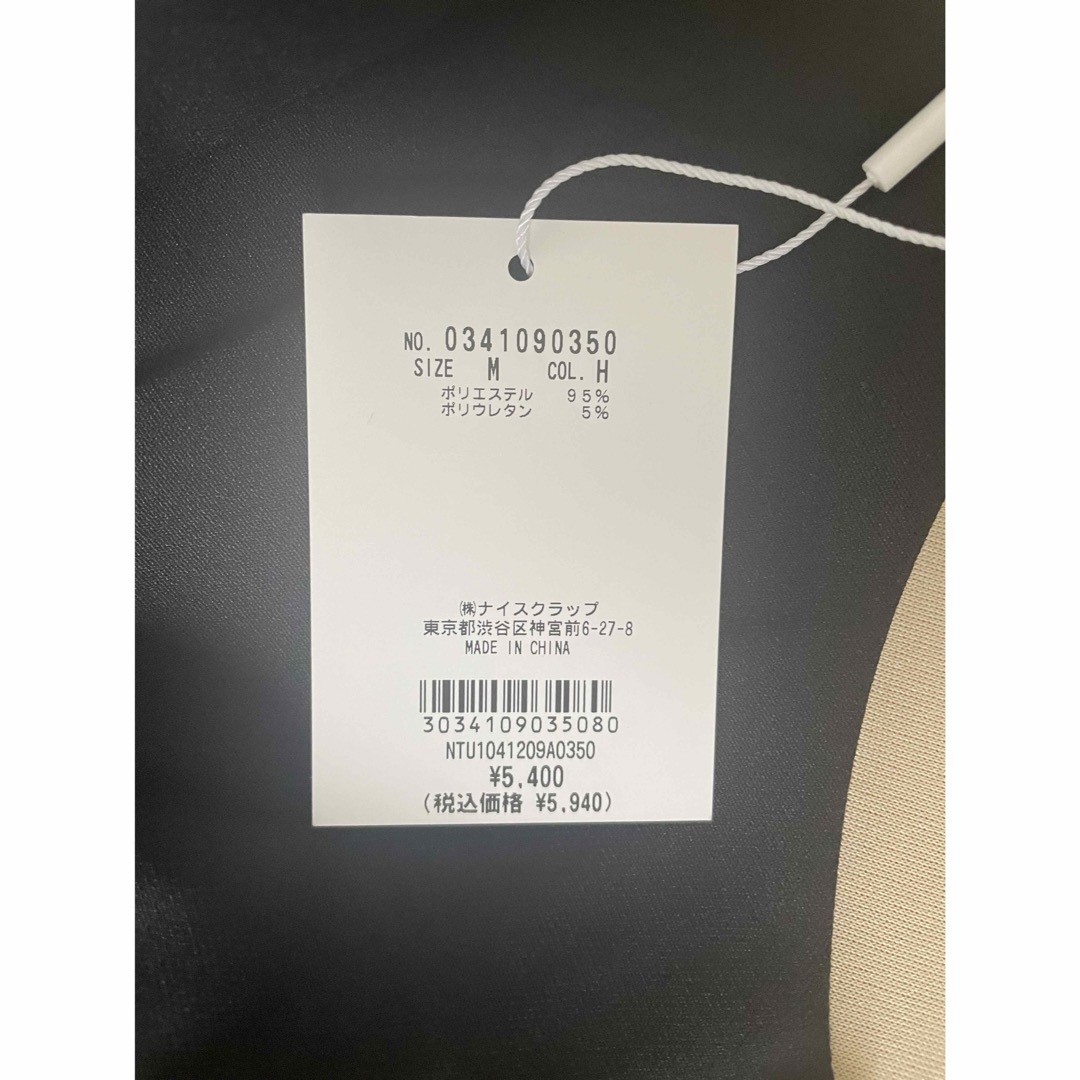 NO. 0341090350
SIZE M COL. H
ポリエステル 95%
ポリウレタン 5%
㈱ナイスクラップ
東京都渋谷区神宮前6-27-8
MADE IN CHINA
3034109035080
NTU1041209A0350
¥5,400
(税込価格 ¥5,940)